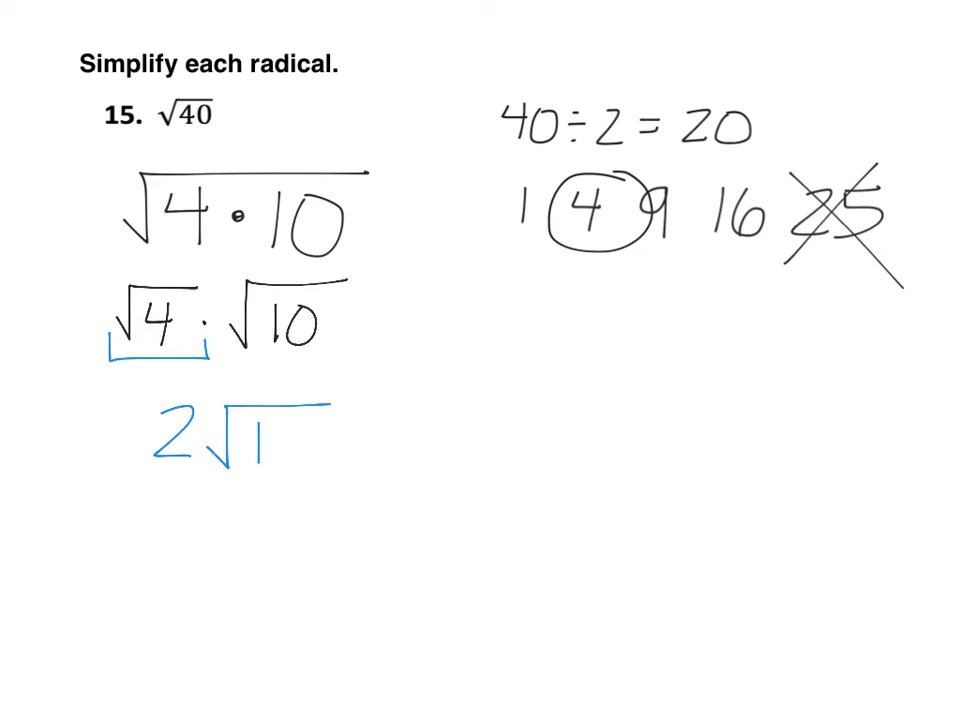 Simplify each radical.
15. √40
√4 • 10
√4 · √10
2√1
40 ÷ 2 = 20
1 4 9 16 25